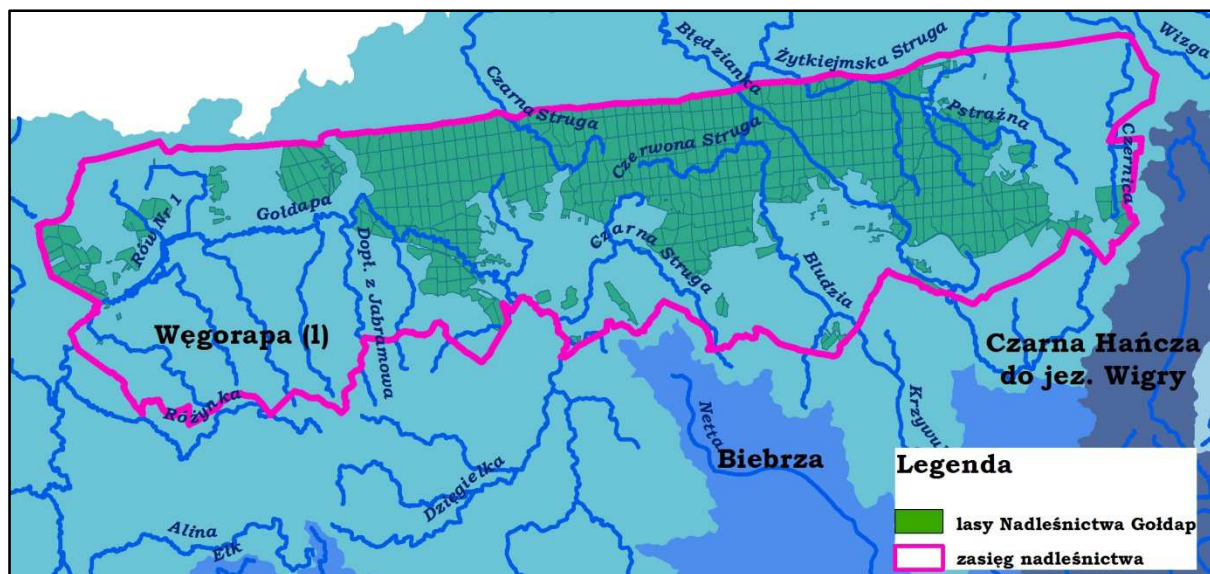 Wizga
Błędzianka
Żytkiejmska Struga
Czarna Struga
Pstrążna
Czerwona Struga
Czernica
Rów Nr 1
Gołdapa
Dopł. z Jabramowa
Czarna Struga
Bludzia
Węgorapa (l)
Czarna Hańcza
do jez. Wigry
Różynka
Netta
Krzywu
Biebrza
Dzięgiełka
Alina
Ełk
Legenda
lasy Nadleśnictwa Gołdap
zasięg nadleśnictwa